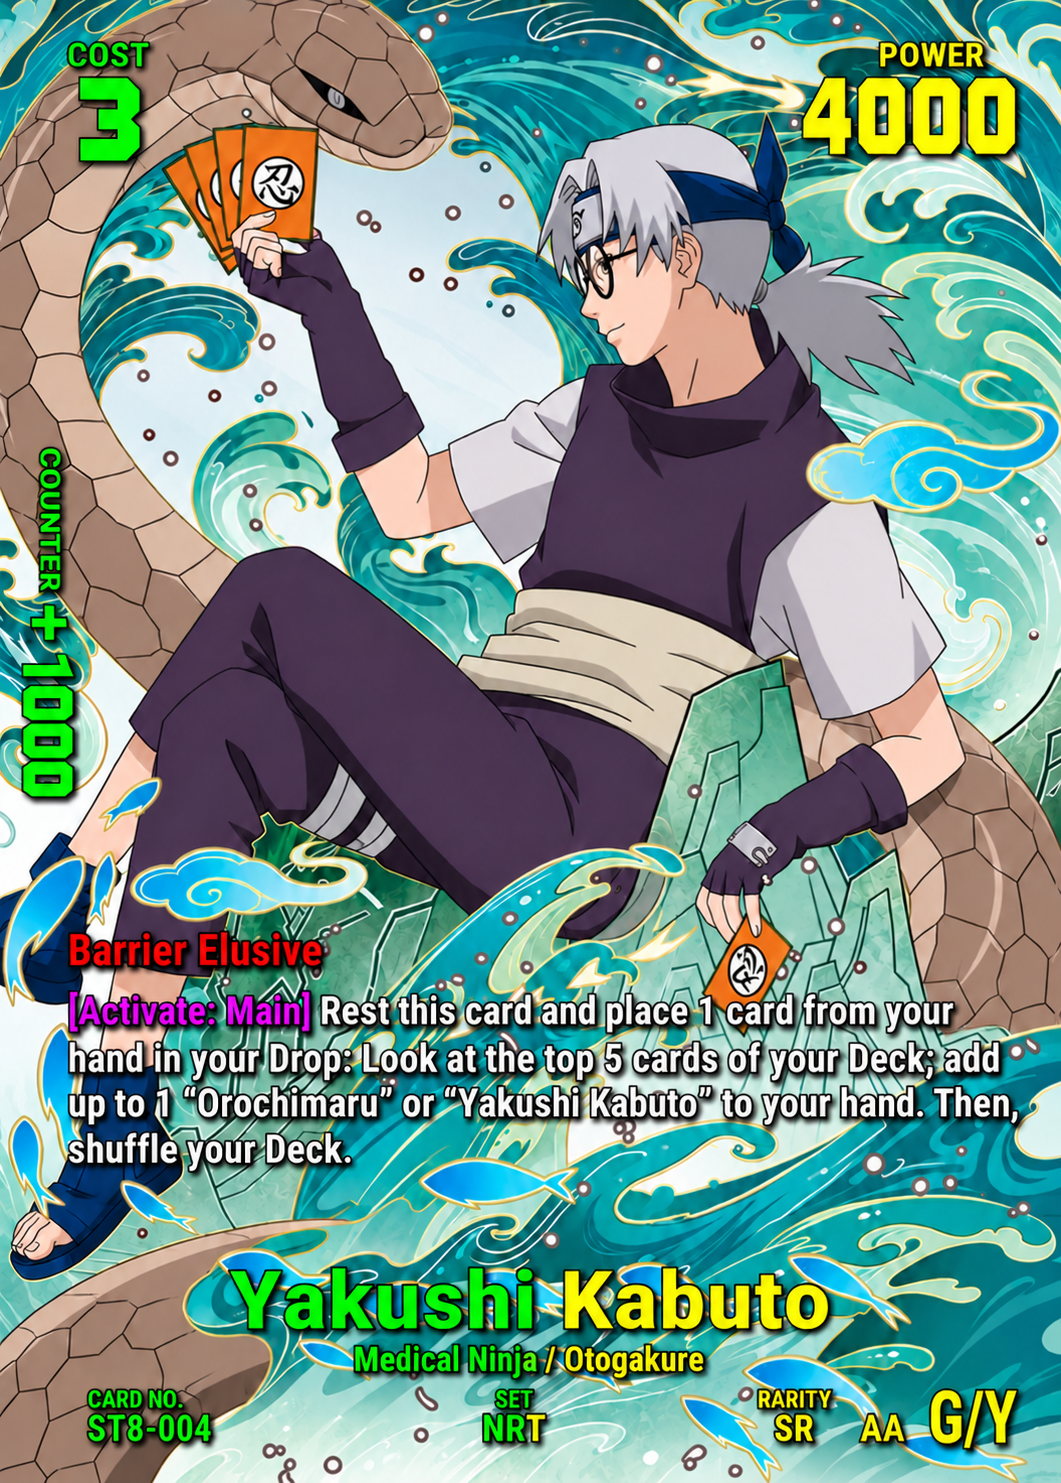 COST
3
POWER
4000
忍
COUNTER +1000
忍
Barrier Elusive
[Activate: Main] Rest this card and place 1 card from your
hand in your Drop: Look at the top 5 cards of your Deck; add
up to 1 “Orochimaru” or “Yakushi Kabuto” to your hand. Then,
shuffle your Deck.
Yakushi Kabuto
Medical Ninja / Otogakure
CARD NO.
ST8-004
SET
NRT
RARITY
SR
AA
G/Y